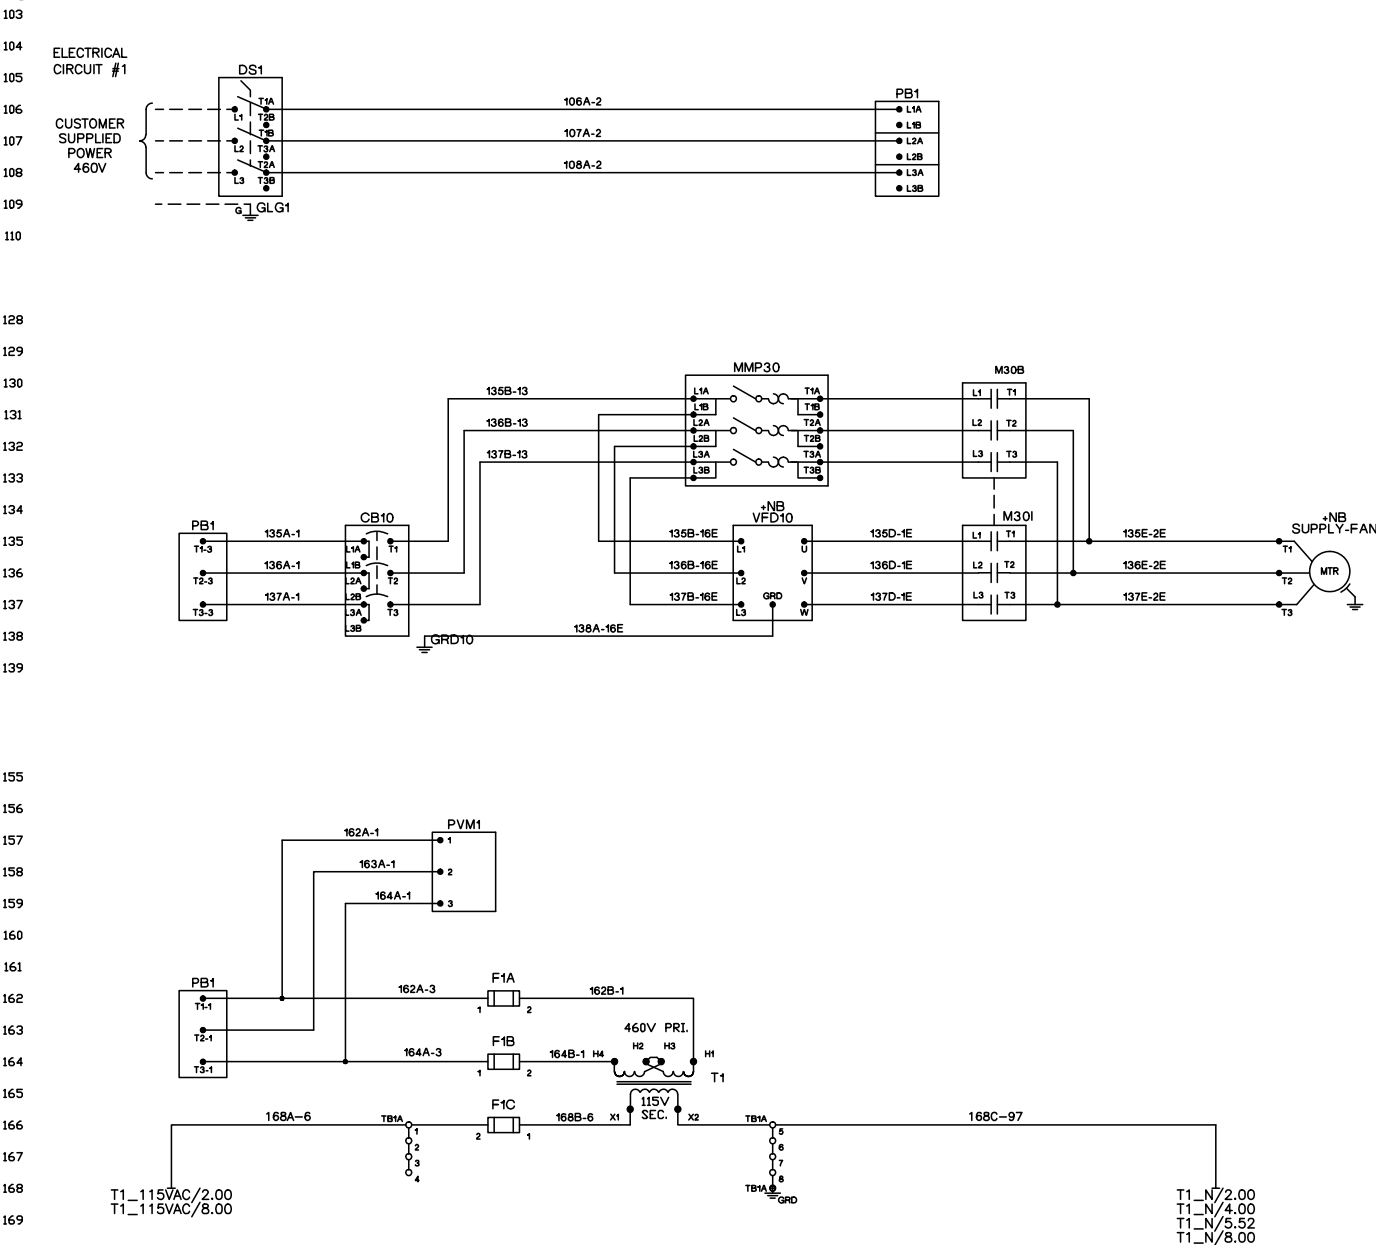 103
104
ELECTRICAL
CIRCUIT #1
105
DS1
PB1
106
T1A
106A-2
L1A
L1
T2B
L1B
CUSTOMER
SUPPLIED
POWER
460V
107
T1B
107A-2
L2A
L2
T3A
L2B
108
T2A
108A-2
L3A
L3
T3B
L3B
109
G
GLG1
110
128
129
130
MMP30
M30B
135B-13
L1A
T1A
L1
T1
131
L1B
T1B
136B-13
L2A
T2A
L2
T2
132
L2B
T2B
137B-13
L3A
T3A
L3
T3
133
L3B
T3B
134
PB1
CB10
+NB
VFD10
M30I
+NB
SUPPLY-FAN
135
T1-3
135A-1
L1A
T1
135B-16E
L1
U
135D-1E
L1
T1
135E-2E
T1
136
T2-3
136A-1
L1B
L2A
T2
136B-16E
L2
V
136D-1E
L2
T2
136E-2E
T2
MTR
137
T3-3
137A-1
L2B
L3A
T3
137B-16E
L3
GRD
W
137D-1E
L3
T3
137E-2E
T3
138
L3B
GRD10
138A-16E
139
155
156
157
162A-1
PVM1
1
158
163A-1
2
159
164A-1
3
160
161
PB1
F1A
162
T1-1
162A-3
1
2
162B-1
163
T2-1
460V PRI.
164
T3-1
164A-3
F1B
1
2
164B-1
H4
H2
H3
H1
T1
165
F1C
115V
SEC.
166
168A-6
TB1A
1
2
3
4
2
1
168B-6
X1
X2
TB1A
5
6
7
8
168C-97
167
168
TB1A
GRD
T1_115VAC/2.00
T1_115VAC/8.00
T1_N/2.00
T1_N/4.00
T1_N/5.52
T1_N/8.00
169